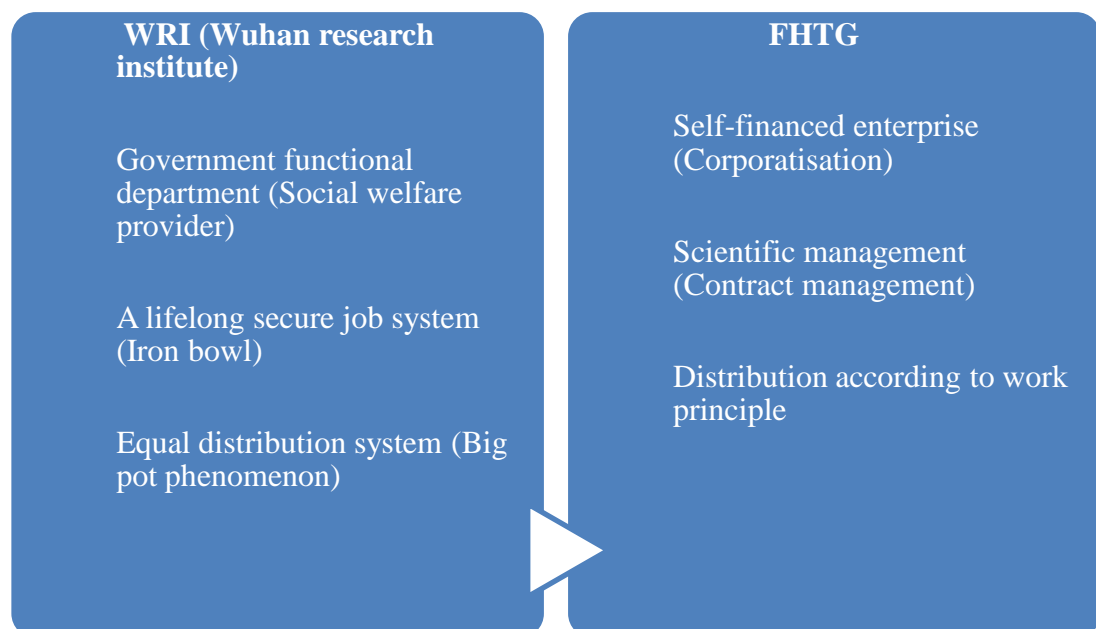 WRI (Wuhan research
institute)
Government functional
department (Social welfare
provider)
A lifelong secure job system
(Iron bowl)
Equal distribution system (Big
pot phenomenon)
FHTG
Self-financed enterprise
(Corporatisation)
Scientific management
(Contract management)
Distribution according to work
principle